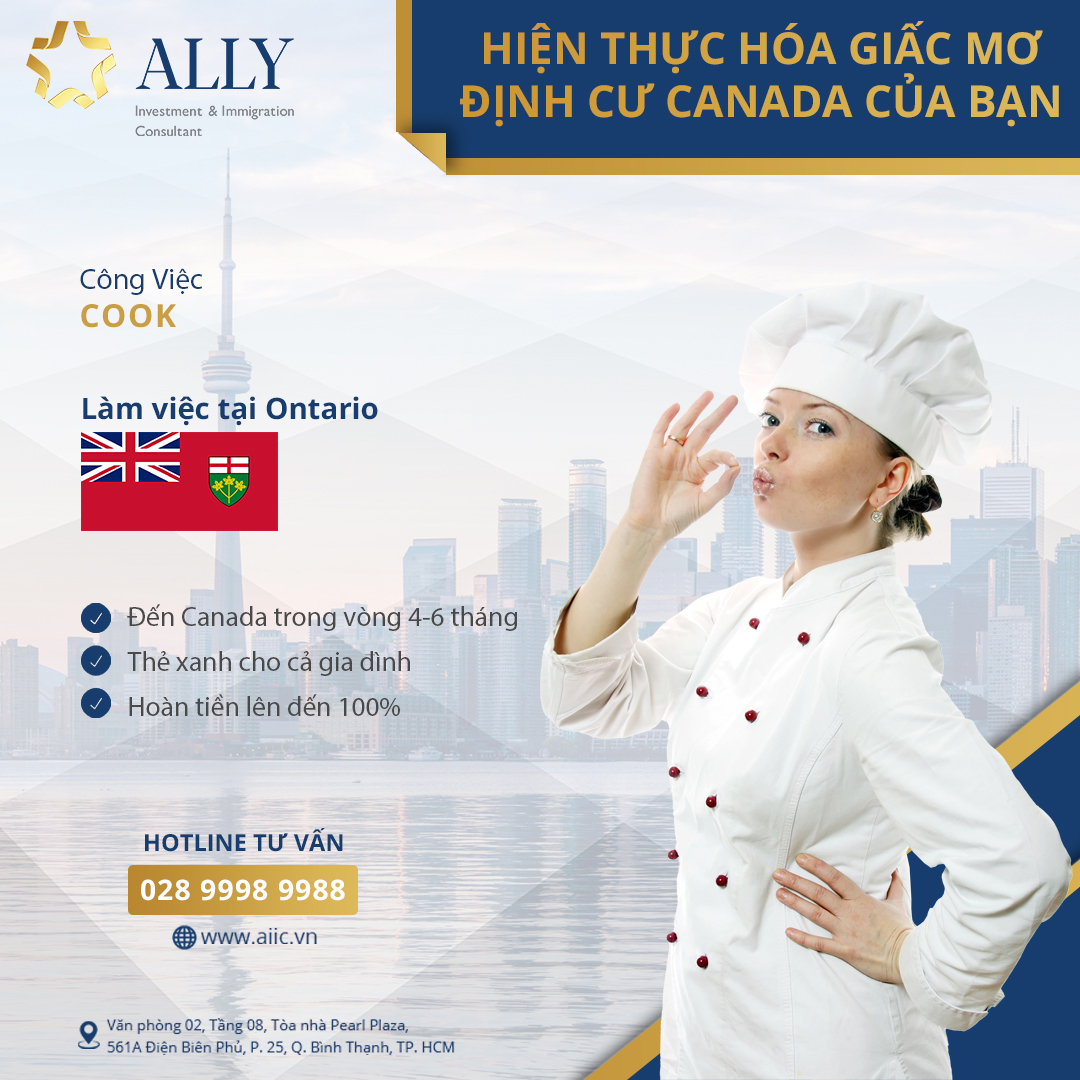 ALLY
Investment & Immigration
Consultant
HIỆN THỰC HÓA GIẤC MƠ
ĐỊNH CƯ CANADA CỦA BẠN
Công Việc
COOK
Làm việc tại Ontario
Đến Canada trong vòng 4-6 tháng
Thẻ xanh cho cả gia đình
Hoàn tiền lên đến 100%
HOTLINE TƯ VẤN
028 9998 9988
www.aiic.vn
Văn phòng 02, Tầng 08, Tòa nhà Pearl Plaza,
561A Điện Biên Phủ, P. 25, Q. Bình Thạnh, TP. HCM